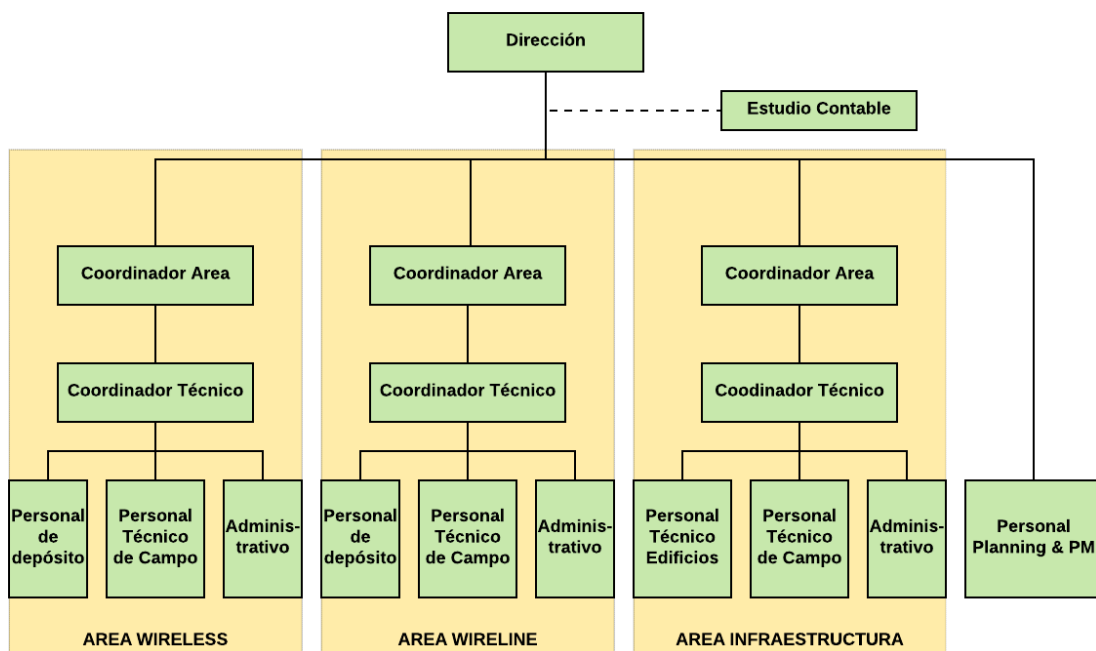 Dirección
Estudio Contable
Coordinador Area
Coordinador Area
Coordinador Area
Coordinador Técnico
Coordinador Técnico
Coodinador Técnico
Personal
de
depósito
Personal
Técnico
de Campo
Adminis-
trativo
Personal
de
depósito
Personal
Técnico
de Campo
Adminis-
trativo
Personal
Técnico
Edificios
Personal
Técnico
de Campo
Adminis-
trativo
Personal
Planning & PM
AREA WIRELESS
AREA WIRELINE
AREA INFRAESTRUCTURA